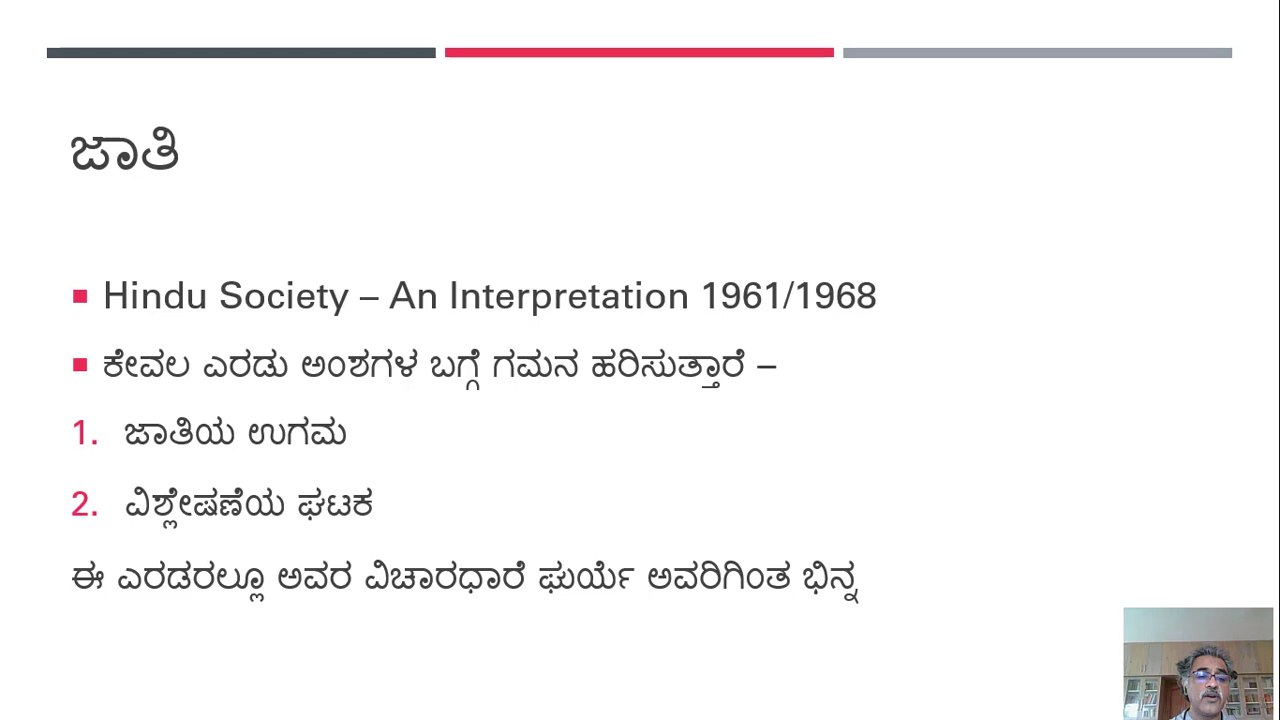 ಜಾತಿ
Hindu Society – An Interpretation 1961/1968
ಕೇವಲ ಎರಡು ಅಂಶಗಳ ಬಗ್ಗೆ ಗಮನ ಹರಿಸುತ್ತಾರೆ –
1. ಜಾತಿಯ ಉಗಮ
2. ವಿಶ್ಲೇಷಣೆಯ ಘಟಕ
ಈ ಎರಡರಲ್ಲೂ ಅವರ ವಿಚಾರಧಾರೆ ಘುರ್ಯೆ ಅವರಿಗಿಂತ ಭಿನ್ನ